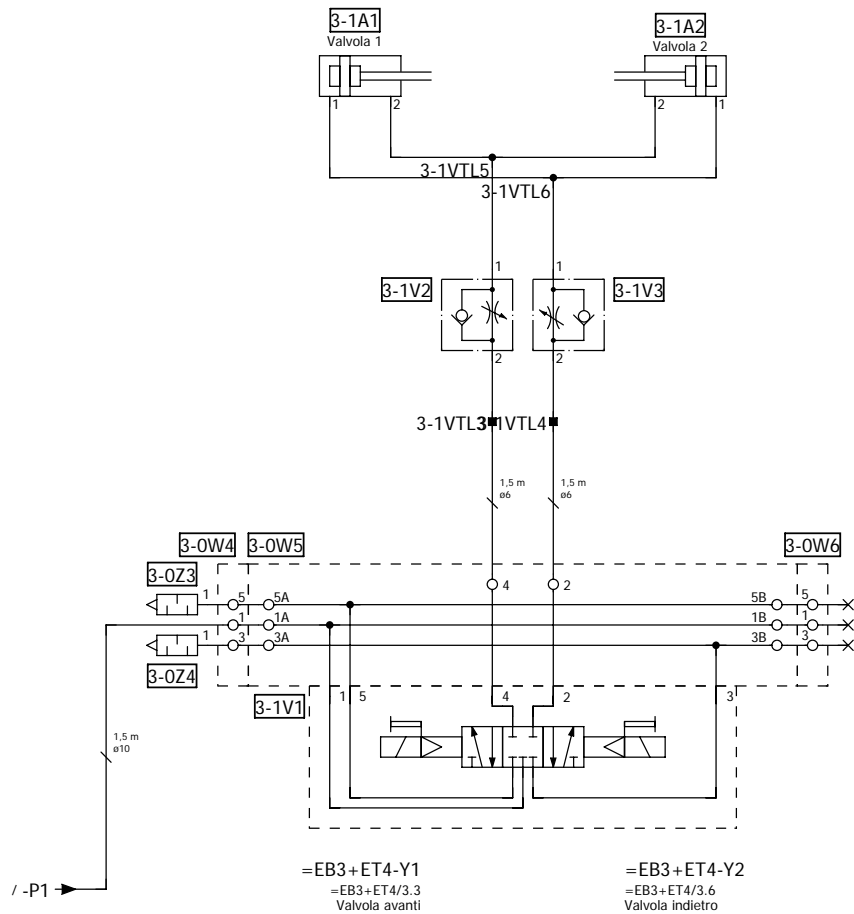 3-1A1
Valvola 1
3-1A2
Valvola 2
1 2
2 1
3-1VTL5
3-1VTL6
1 1
3-1V2
3-1V3
2 2
3-1VTL3
3-1VTL4
1,5 m
ø6
1,5 m
ø6
3-0W4
3-0W5
3-0W6
3-0Z3
4 2
1 5 5A 5B 5
1 1A 1B 1
1 3 3A 3B 3
3-0Z4
3-1V1
1 5 4 2 3
1,5 m
ø10
/ -P1
=EB3+ET4-Y1
=EB3+ET4/3.3
Valvola avanti
=EB3+ET4-Y2
=EB3+ET4/3.6
Valvola indietro